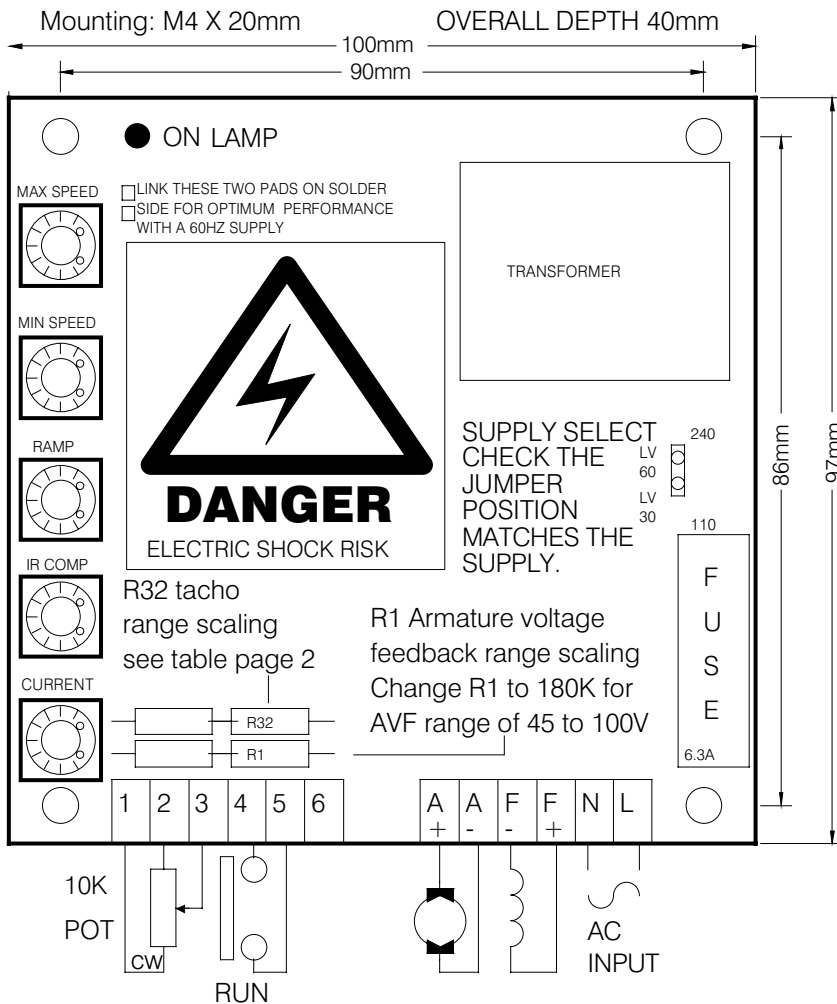 Mounting: M4 X 20mm
OVERALL DEPTH 40mm
100mm
90mm
ON LAMP
MAX SPEED
LINK THESE TWO PADS ON SOLDER
SIDE FOR OPTIMUM PERFORMANCE
WITH A 60HZ SUPPLY
TRANSFORMER
MIN SPEED
RAMP
IR COMP
CURRENT
DANGER
ELECTRIC SHOCK RISK
SUPPLY SELECT
CHECK THE
JUMPER
POSITION
MATCHES THE
SUPPLY.
LV
60
LV
30
240
110
86mm
97mm
FUSE
6.3A
R32 tacho
range scaling
see table page 2
R1 Armature voltage
feedback range scaling
Change R1 to 180K for
AVF range of 45 to 100V
R32
R1
1 2 3 4 5 6
A A F F N L
+ - - +
10K
POT
CW
RUN
AC
INPUT